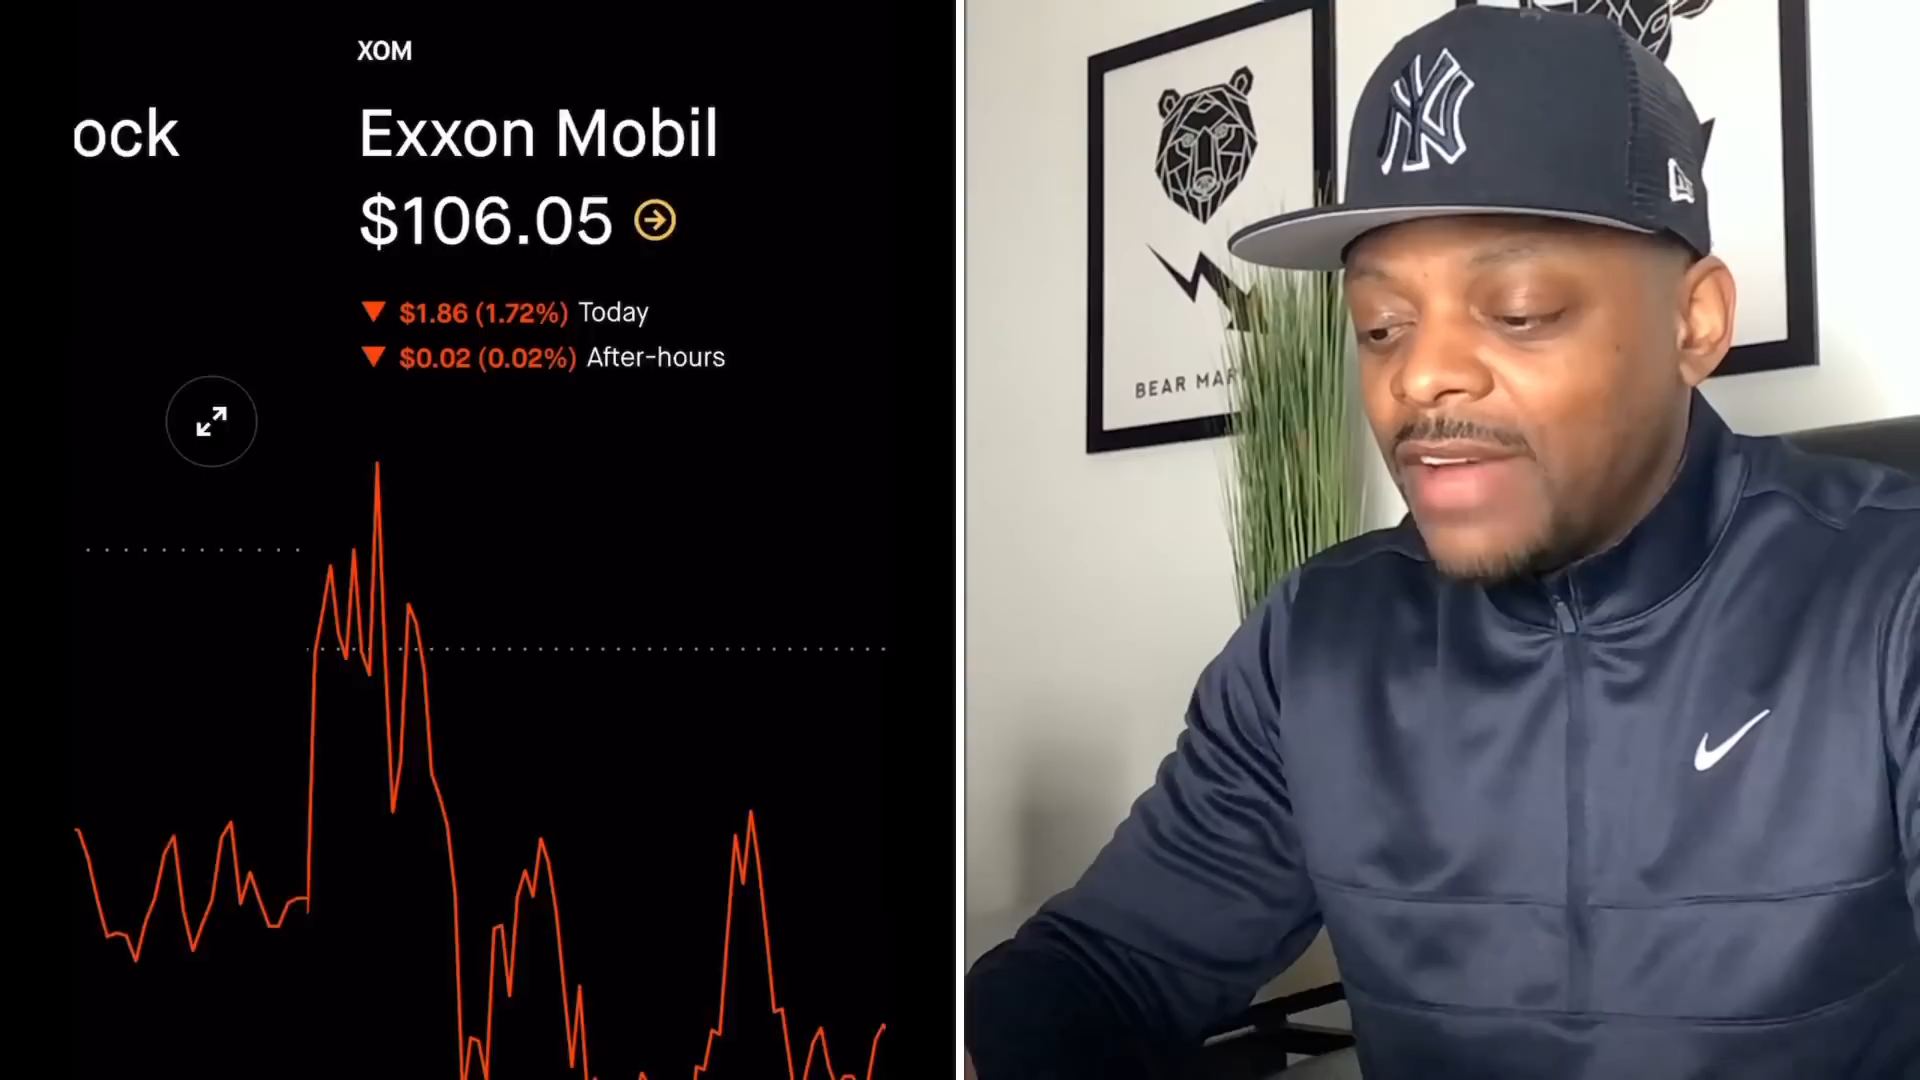 XOM
ock
Exxon Mobil
$106.05
$1.86 (1.72%) Today
$0.02 (0.02%) After-hours
BEAR MAR
NY